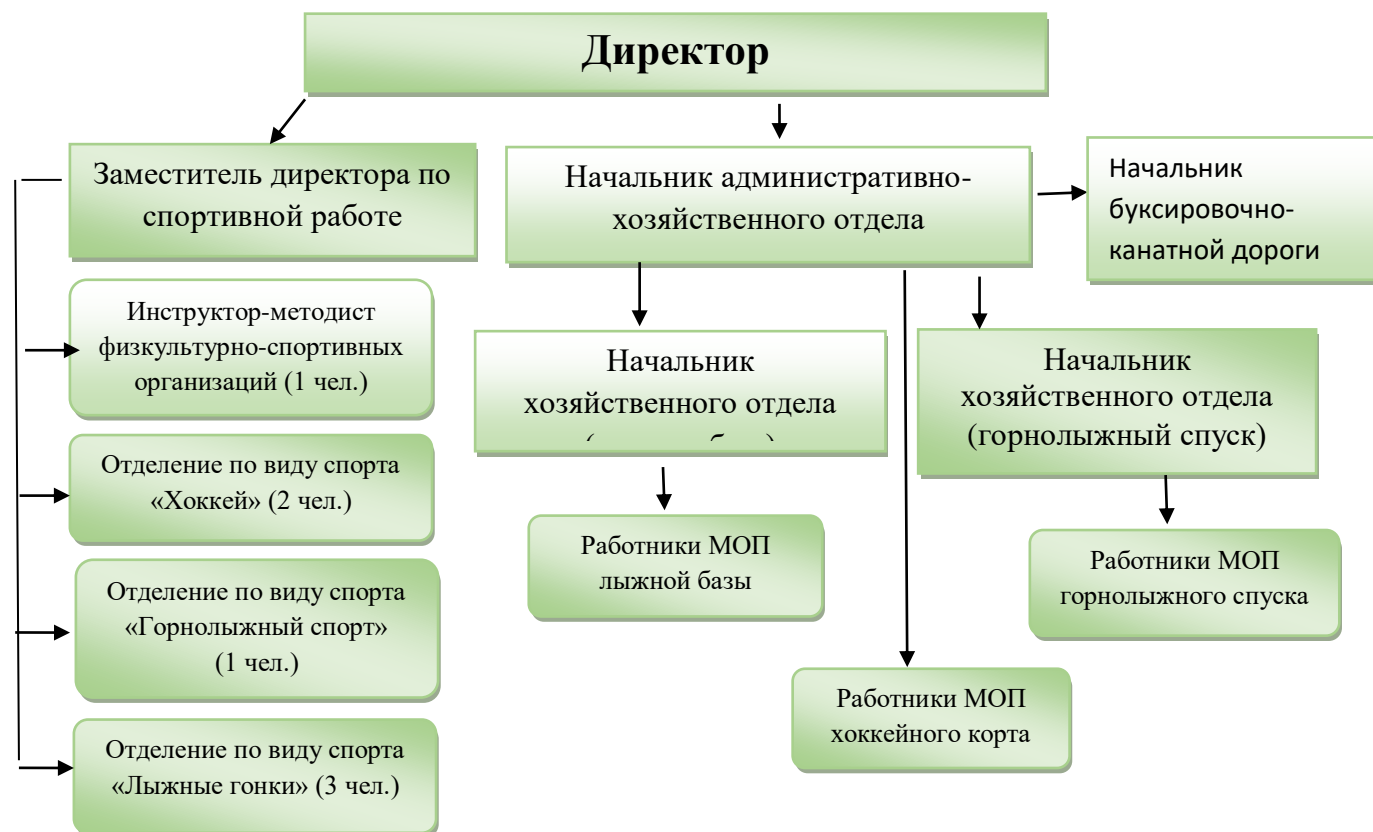 Директор
Заместитель директора по
спортивной работе
Начальник административно-
хозяйственного отдела
Начальник
буксировочно-
канатной дороги
Инструктор-методист
физкультурно-спортивных
организаций (1 чел.)
Начальник
хозяйственного отдела
Начальник
хозяйственного отдела
(горнолыжный спуск)
Отделение по виду спорта
«Хоккей» (2 чел.)
Работники МОП
лыжной базы
Работники МОП
горнолыжного спуска
Отделение по виду спорта
«Горнолыжный спорт»
(1 чел.)
Работники МОП
хоккейного корта
Отделение по виду спорта
«Лыжные гонки» (3 чел.)